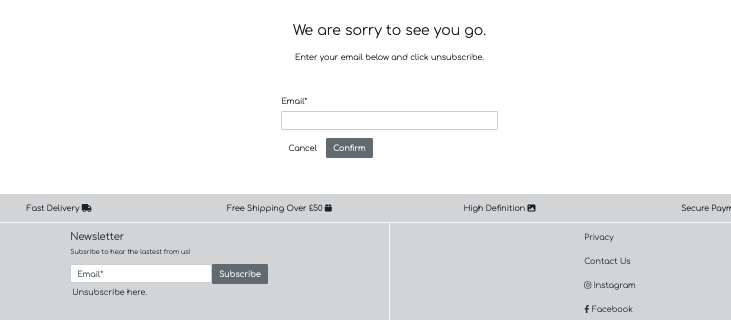 We are sorry to see you go.
Enter your email below and click unsubscribe.
Email*
Cancel Confirm
Fast Delivery Free Shipping Over £50 High Definition Secure Paym
Newsletter
Subsribe to hear the lastest from us!
Email* Subscribe
Unsubscribe here.
Privacy
Contact Us
Instagram
Facebook